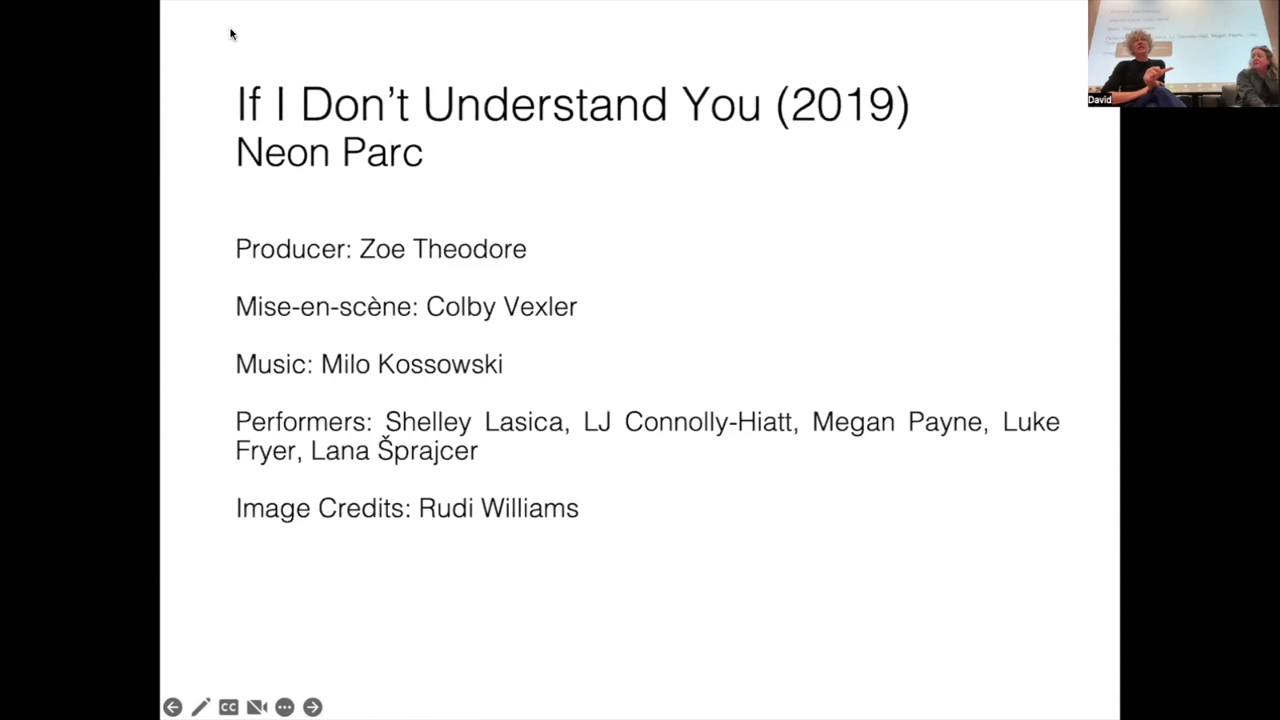 If I Don’t Understand You (2019)
Neon Parc
Producer: Zoe Theodore
Mise-en-scène: Colby Vexler
Music: Milo Kossowski
Performers: Shelley Lasica, LJ Connolly-Hiatt, Megan Payne, Luke
Fryer, Lana Šprajcer
Image Credits: Rudi Williams
David
CC